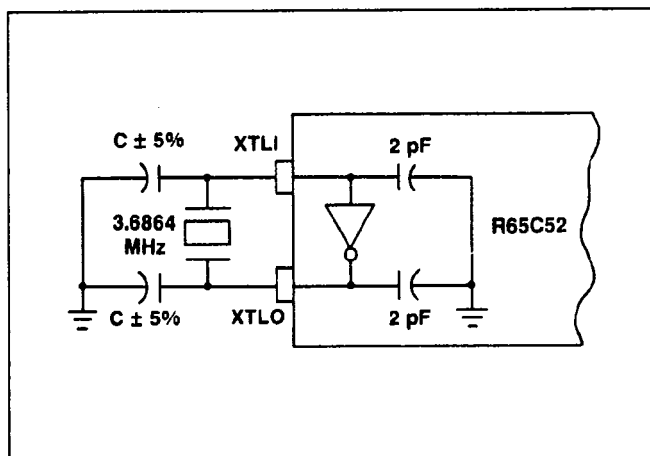 C ± 5%
XTLI
2 pF
3.6864
MHz
R65C52
C ± 5%
XTLO
2 pF